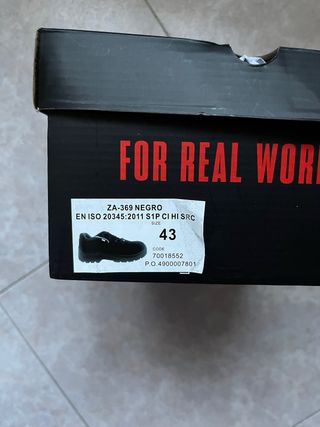 FOR REAL WOR
ZA-369 NEGRO
EN ISO 20345:2011 S1P CI HI SRC
SIZE
43
CODE
70018552
P.O.4900007801